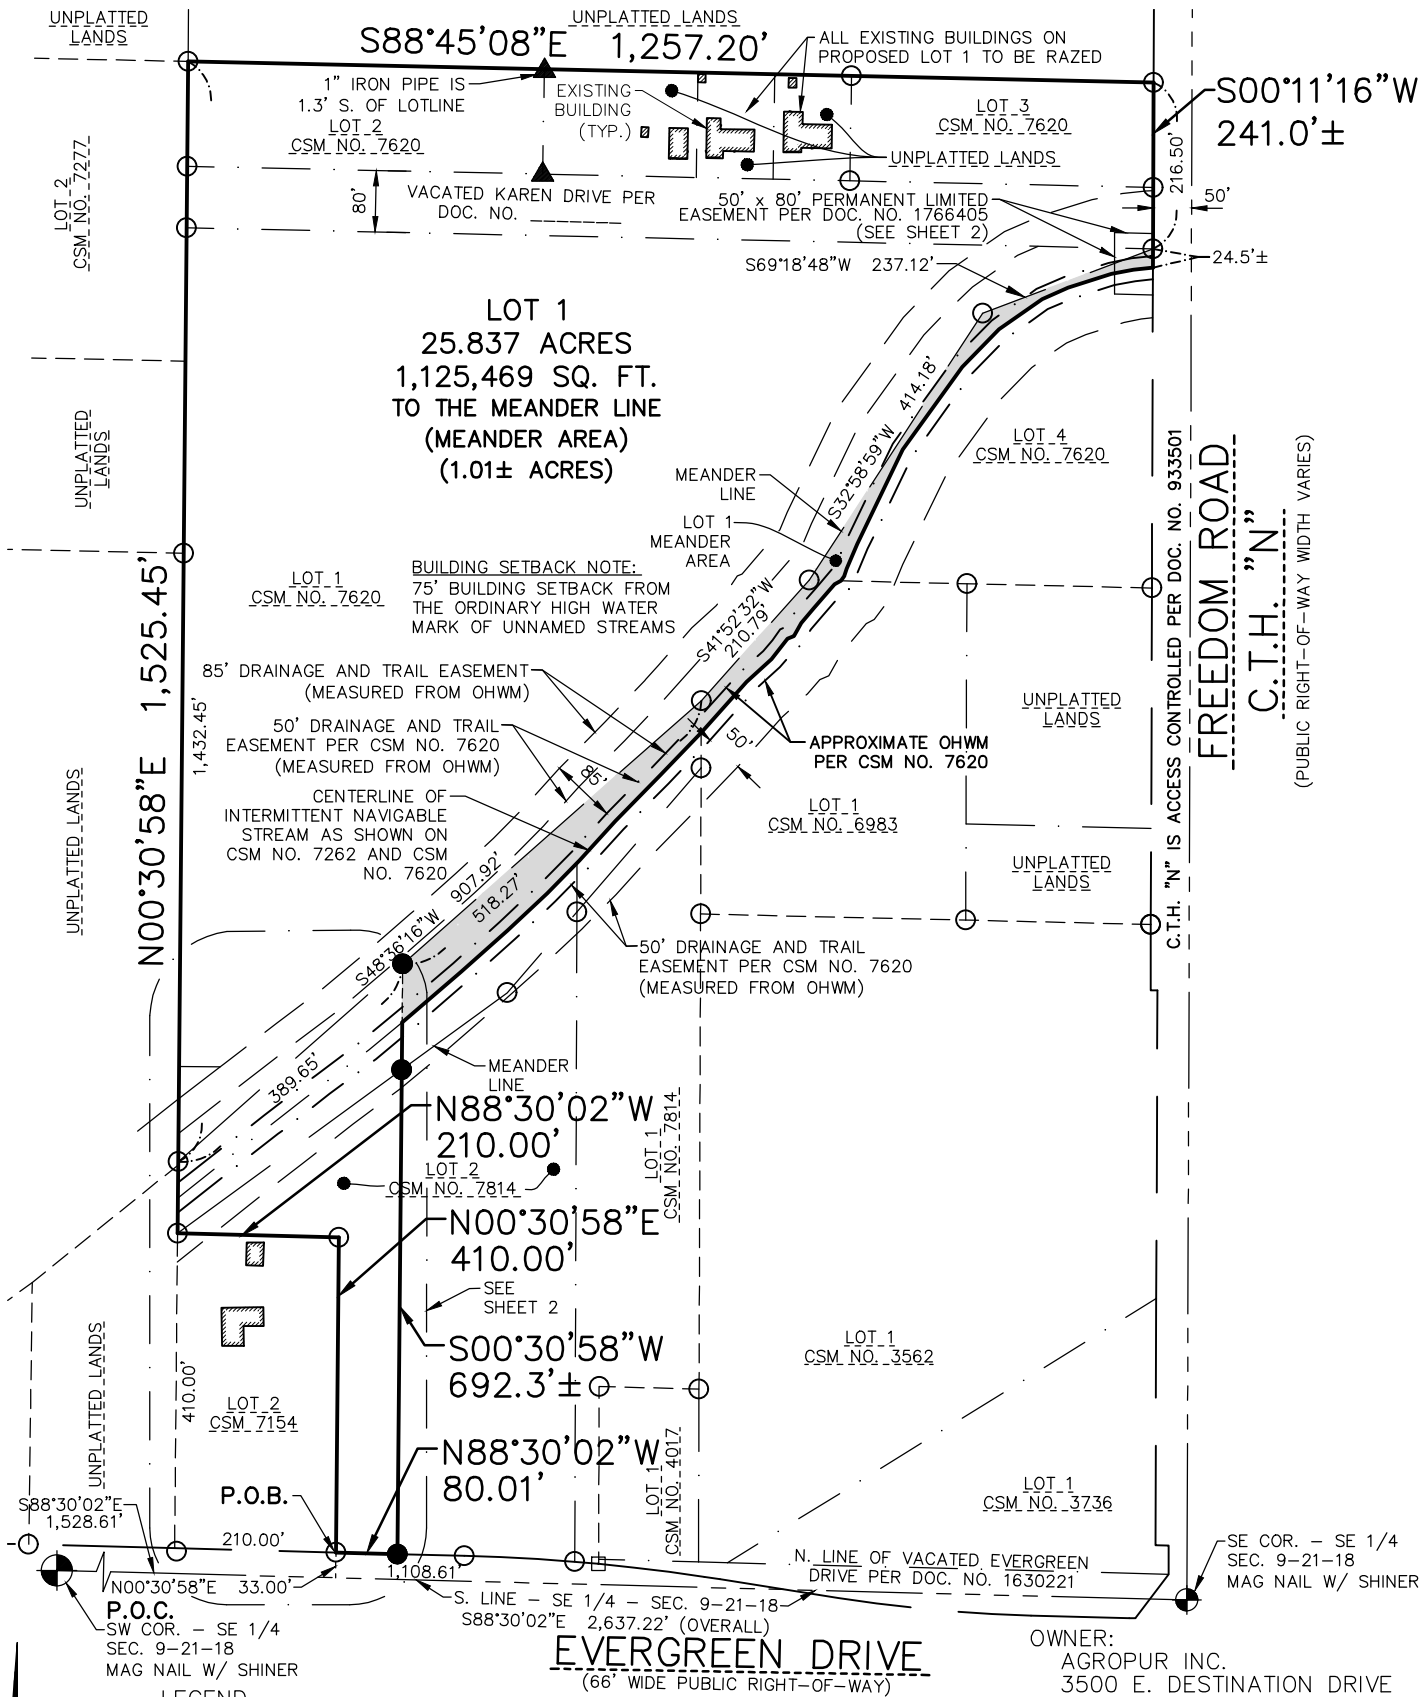 UNPLATTED
LANDS
UNPLATTED LANDS
S88°45'08"E 1,257.20'
ALL EXISTING BUILDINGS ON
PROPOSED LOT 1 TO BE RAZED
1" IRON PIPE IS
1.3' S. OF LOTLINE
EXISTING
BUILDING
(TYP.)
LOT 2
CSM NO. 7620
LOT 3
CSM NO. 7620
S00°11'16"W
241.0'±
216.50'
50'
UNPLATTED LANDS
LOT 2
CSM NO. 7277
80'
VACATED KAREN DRIVE PER
DOC. NO. ________
50' x 80' PERMANENT LIMITED
EASEMENT PER DOC. NO. 1766405
(SEE SHEET 2)
S69°18'48"W 237.12'
24.5'±
LOT 1
25.837 ACRES
1,125,469 SQ. FT.
TO THE MEANDER LINE
(MEANDER AREA)
(1.01± ACRES)
414.18'
S32°58'59"W
LOT 4
CSM NO. 7620
UNPLATTED
LANDS
MEANDER
LINE
LOT 1
MEANDER
AREA
C.T.H. "N" IS ACCESS CONTROLLED PER DOC. NO. 933501
FREEDOM ROAD
C.T.H. "N"
(PUBLIC RIGHT-OF-WAY WIDTH VARIES)
LOT 1
CSM NO. 7620
BUILDING SETBACK NOTE:
75' BUILDING SETBACK FROM
THE ORDINARY HIGH WATER
MARK OF UNNAMED STREAMS
S41°52'32"W
210.79'
N00°30'58"E 1,525.45'
1,432.45'
85' DRAINAGE AND TRAIL EASEMENT
(MEASURED FROM OHWM)
50' DRAINAGE AND TRAIL
EASEMENT PER CSM NO. 7620
(MEASURED FROM OHWM)
50'
85'
APPROXIMATE OHWM
PER CSM NO. 7620
UNPLATTED
LANDS
CENTERLINE OF
INTERMITTENT NAVIGABLE
STREAM AS SHOWN ON
CSM NO. 7262 AND CSM
NO. 7620
LOT 1
CSM NO. 6983
UNPLATTED
LANDS
UNPLATTED LANDS
S48°36'16"W 907.92'
518.27'
50' DRAINAGE AND TRAIL
EASEMENT PER CSM NO. 7620
(MEASURED FROM OHWM)
389.65'
MEANDER
LINE
N88°30'02"W
210.00'
LOT 2
CSM NO. 7814
LOT 1
CSM NO. 7814
N00°30'58"E
410.00'
SEE
SHEET 2
S00°30'58"W
692.3'±
LOT 1
CSM NO. 3562
UNPLATTED LANDS
410.00'
LOT 2
CSM 7154
N88°30'02"W
80.01'
LOT 1
CSM NO. 4017
LOT 1
CSM NO. 3736
S88°30'02"E
1,528.61'
P.O.B.
210.00'
N00°30'58"E 33.00'
1,108.61'
N. LINE OF VACATED EVERGREEN
DRIVE PER DOC. NO. 1630221
SE COR. - SE 1/4
SEC. 9-21-18
MAG NAIL W/ SHINER
P.O.C.
SW COR. - SE 1/4
SEC. 9-21-18
MAG NAIL W/ SHINER
S. LINE - SE 1/4 - SEC. 9-21-18
S88°30'02"E 2,637.22' (OVERALL)
EVERGREEN DRIVE
(66' WIDE PUBLIC RIGHT-OF-WAY)
OWNER:
AGROPUR INC.
3500 E. DESTINATION DRIVE
LEGEND